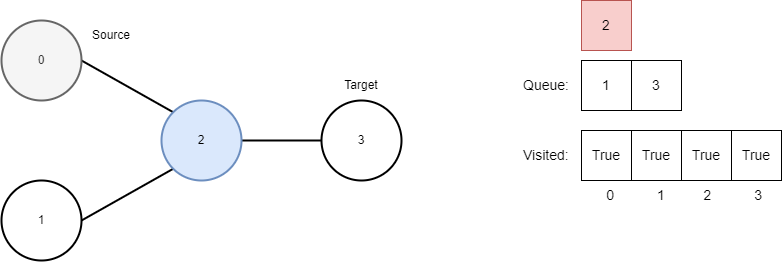 Source
0
Target
2
3
1
2
Queue: 1 3
Visited: True True True True
0 1 2 3